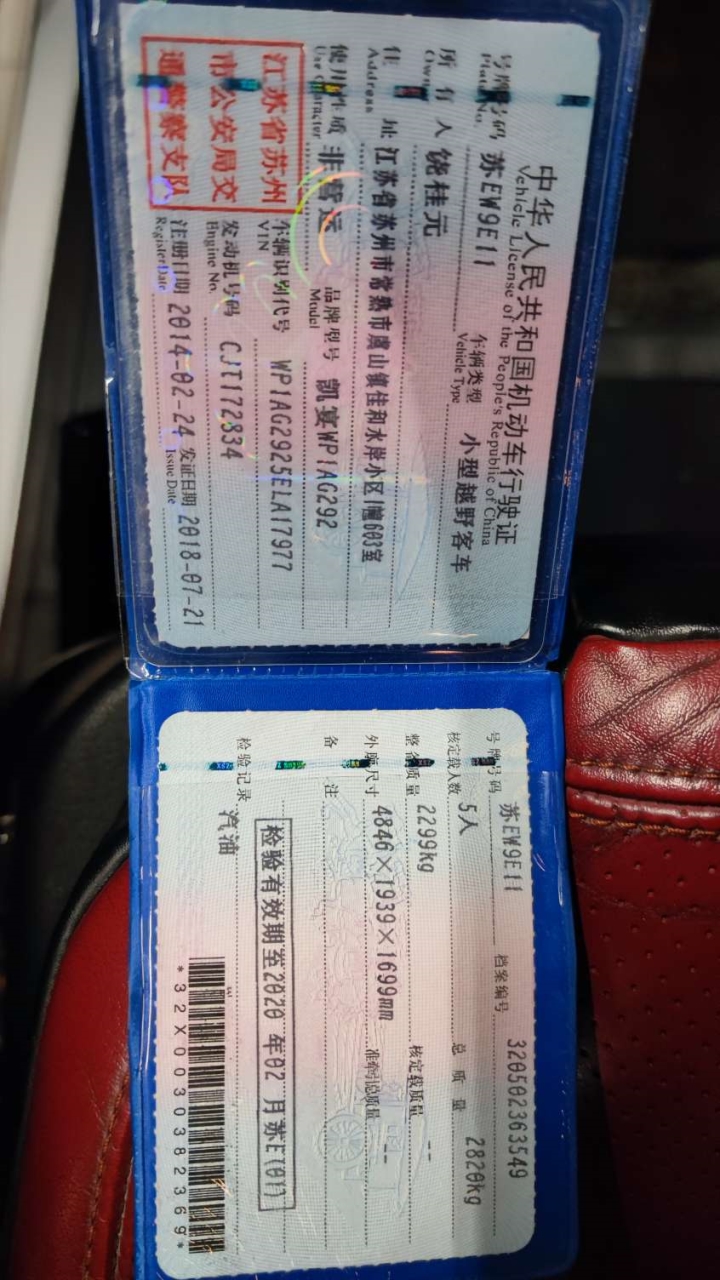 中华人民共和国机动车行驶证
Vehicle License of the People's Republic of China
号牌号码 苏EW9E11 车辆类型 小型越野客车
Plate No. Vehicle Type
所有人 饶桂元
Owner
住址 江苏省苏州市常熟市虞山镇佳和水岸小区1幢603室
Address
使用性质 非营运 品牌型号 凯宴WP1AG292
Use Character Model
江苏省苏州
市公安局交
通警察支队
车辆识别代号 WP1AG2925ELA17977
VIN
发动机号码 CJT172834
Engine No.
注册日期 2014-02-24 发证日期 2018-07-21
Register Date Issue Date
号牌号码 苏EW9E11 档案编号 320502363549
核定载人数 5人 总质量 2820kg
整备质量 2299kg 核定载质量 --
外廓尺寸 4846×1939×1699mm 准牵引总质量 --
备注
检验有效期至2020年02月苏E(01)
检验记录
汽油
*32X0030382369*